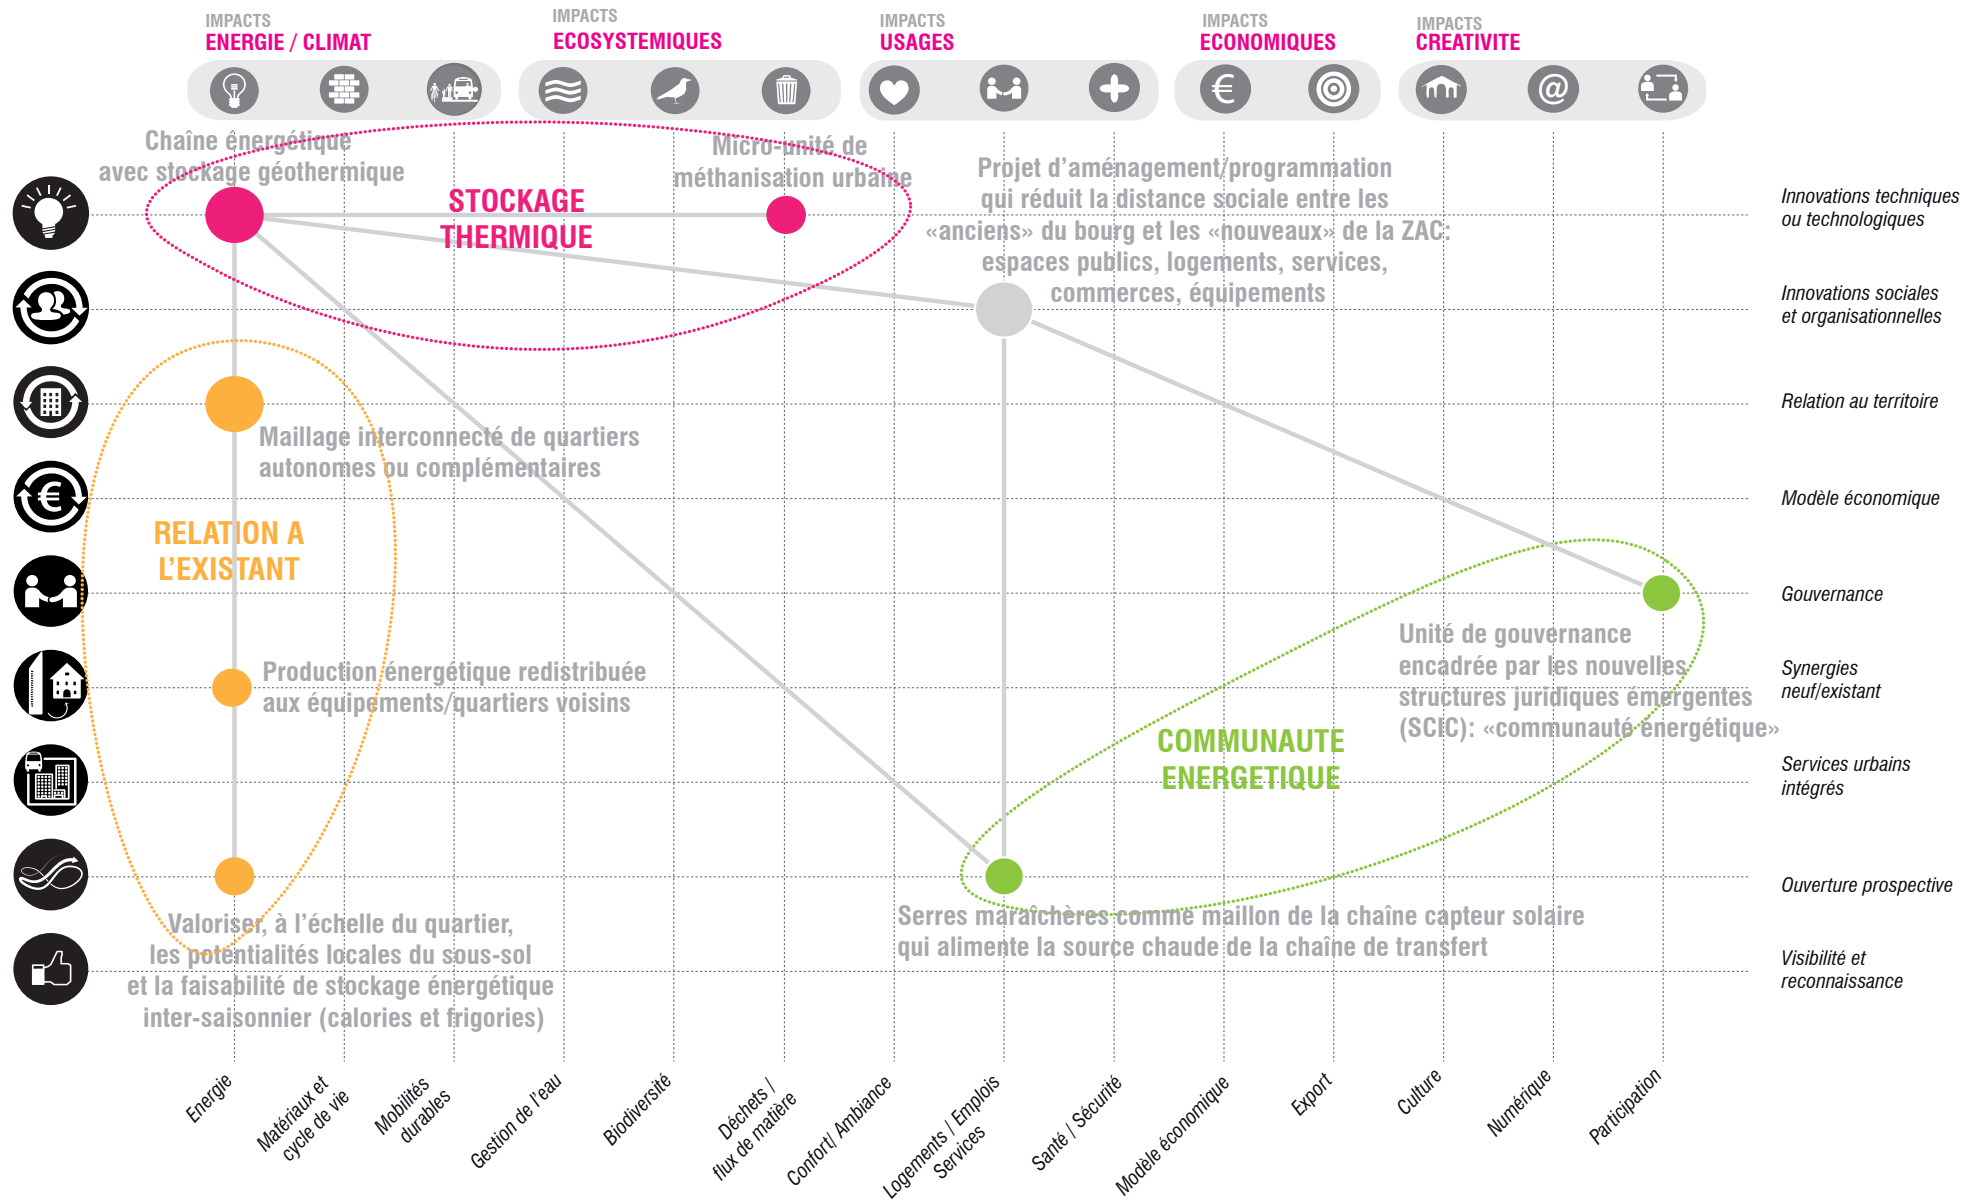 IMPACTS
ENERGIE / CLIMAT
IMPACTS
ECOSYSTEMIQUES
IMPACTS
USAGES
IMPACTS
ECONOMIQUES
IMPACTS
CREATIVITE
€
@
Chaîne énergétique
avec stockage géothermique
Micro-unité de
méthanisation urbaine
STOCKAGE
THERMIQUE
Projet d’aménagement/programmation
qui réduit la distance sociale entre les
«anciens» du bourg et les «nouveaux» de la ZAC:
espaces publics, logements, services,
commerces, équipements
Innovations techniques
ou technologiques
Innovations sociales
et organisationnelles
Relation au territoire
Maillage interconnecté de quartiers
autonomes ou complémentaires
€
Modèle économique
RELATION A
L’EXISTANT
Gouvernance
Unité de gouvernance
encadrée par les nouvelles
structures juridiques émergentes
(SCIC): «communauté énergétique»
Production énergétique redistribuée
aux équipements/quartiers voisins
Synergies
neuf/existant
COMMUNAUTE
ENERGETIQUE
Services urbains
intégrés
Ouverture prospective
Valoriser, à l’échelle du quartier,
les potentialités locales du sous-sol
et la faisabilité de stockage énergétique
inter-saisonnier (calories et frigories)
Serres maraîchères comme maillon de la chaîne capteur solaire
qui alimente la source chaude de la chaîne de transfert
Visibilité et
reconnaissance
Energie
Matériaux et
cycle de vie
Mobilités
durables
Gestion de l’eau
Biodiversité
Déchets /
flux de matière
Confort/ Ambiance
Logements / Emplois
Services
Santé / Sécurité
Modèle économique
Export
Culture
Numérique
Participation